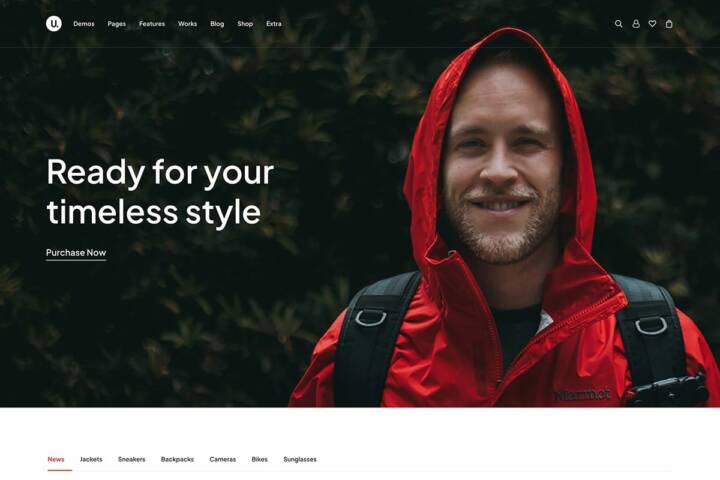 U.
Demos Pages Features Works Blog Shop Extra
Ready for your
timeless style
Purchase Now
Marmot
News Jackets Sneakers Backpacks Cameras Bikes Sunglasses